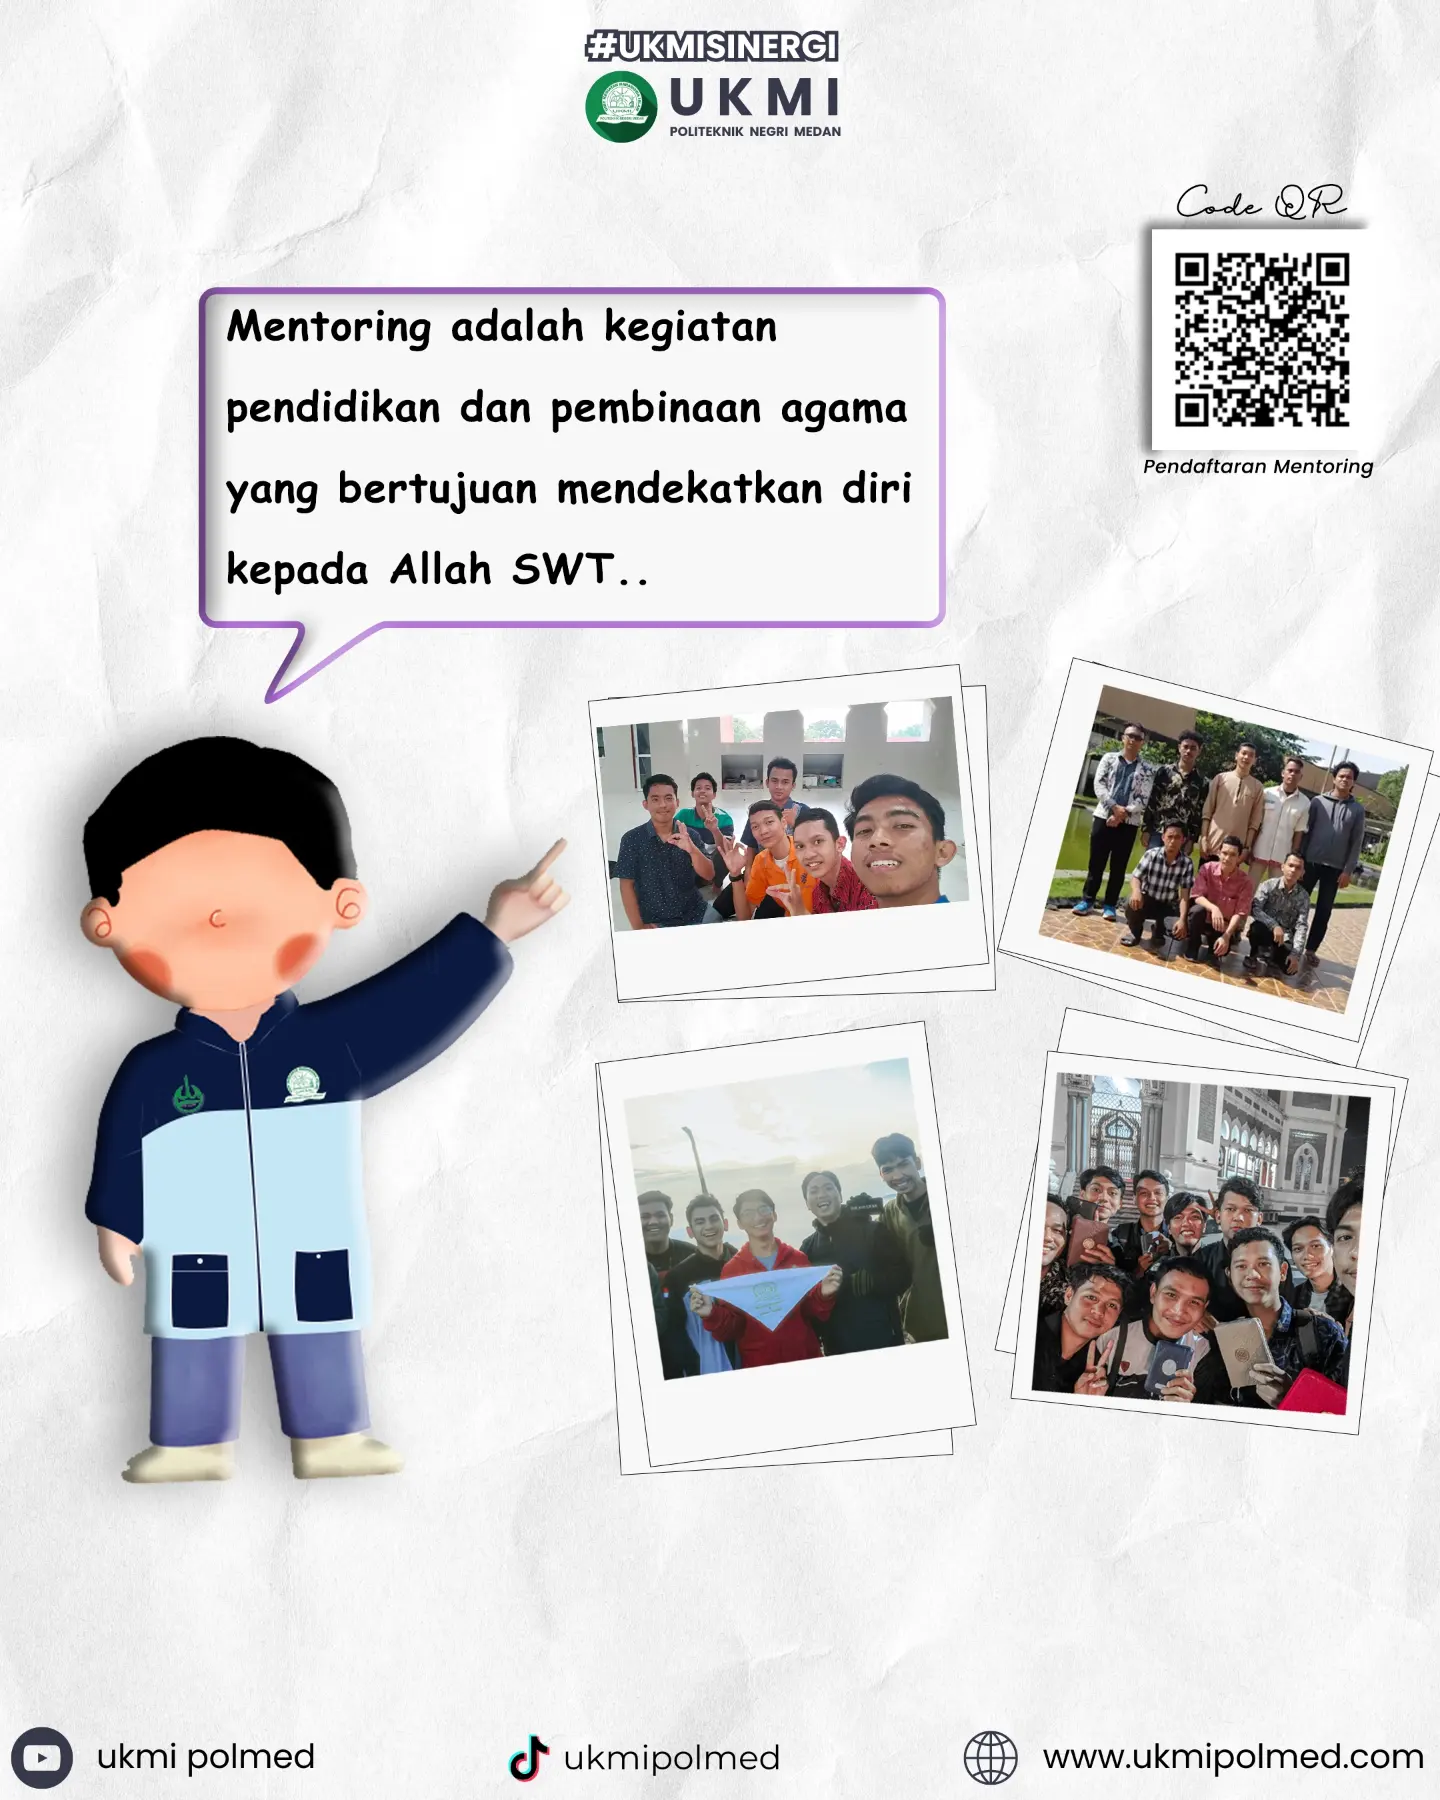 #UKMISINERGI
UKMI
POLITEKNIK NEGRI MEDAN
Code QR
Mentoring adalah kegiatan
pendidikan dan pembinaan agama
yang bertujuan mendekatkan diri
kepada Allah SWT..
Pendaftaran Mentoring
ukmi polmed
ukmipolmed
www.ukmipolmed.com